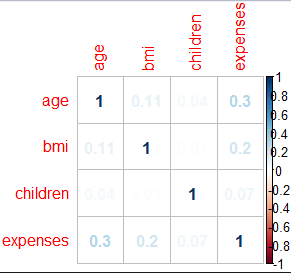 age bmi children expenses
age 1 0.11 0.04 0.3
bmi 0.11 1 0.2
children 0.04 1 0.07
expenses 0.3 0.2 0.07 1
1
0.8
0.6
0.4
0.2
0
-0.2
-0.4
-0.6
-0.8
-1